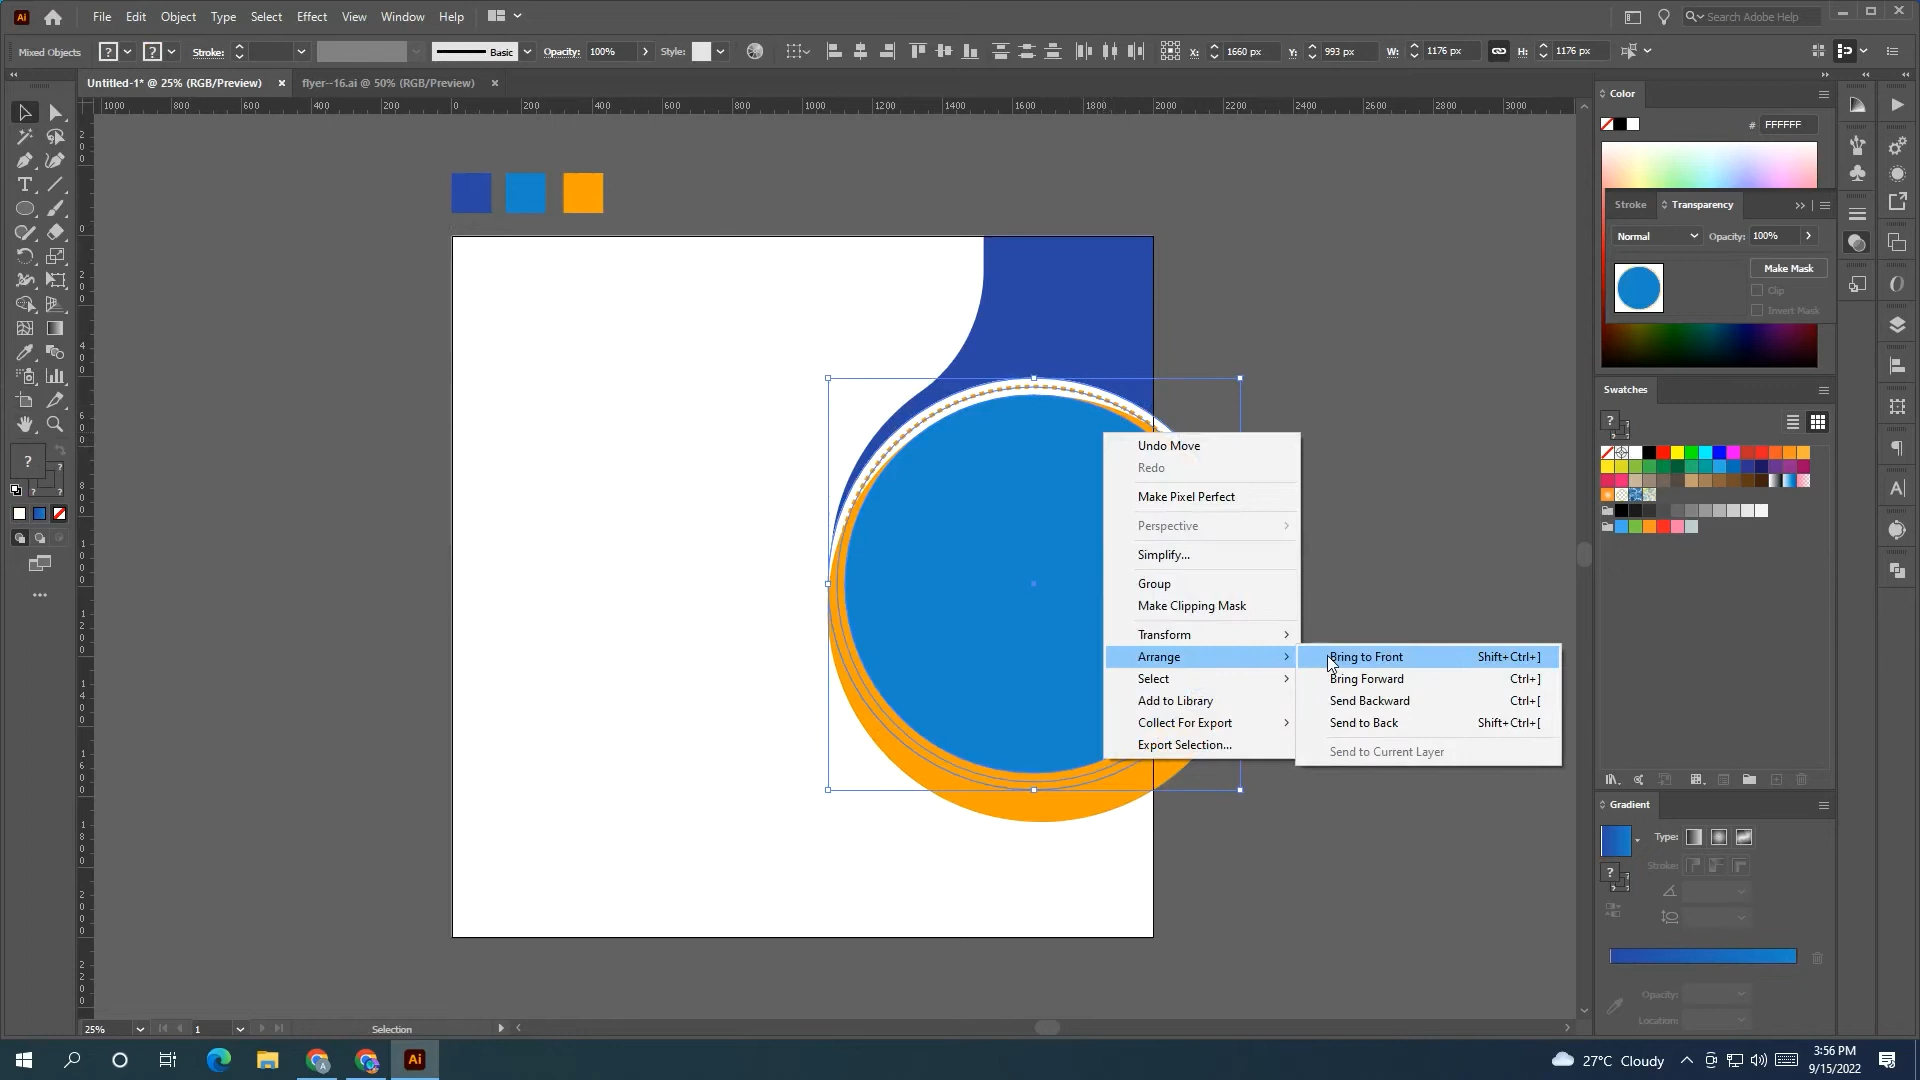 Ai File Edit Object Type Select Effect View Window Help Search Adobe Help
Mixed Objects ? ? Stroke: Basic Opacity: 100% Style: X: 1660 px Y: 993 px W: 1176 px H: 1176 px
Untitled-1* @ 25% (RGB/Preview) × flyer--16.ai @ 50% (RGB/Preview) ×
1000 800 600 400 200 0 200 400 600 800 1000 1200 1400 1600 1800 2000 2200 2400 2600 2800 3000
Color
# FFFFFF
Stroke Transparency
Normal Opacity: 100%
Make Mask
Clip
Invert Mask
Swatches
Undo Move
Redo
Make Pixel Perfect
Perspective
Simplify...
Group
Make Clipping Mask
Transform
Arrange
Select
Add to Library
Collect For Export
Export Selection...
Bring to Front Shift+Ctrl+]
Bring Forward Ctrl+]
Send Backward Ctrl+[
Send to Back Shift+Ctrl+[
Send to Current Layer
Gradient
Type:
Stroke:
Opacity:
Location:
25% 1 Selection
Ai 27°C Cloudy 3:56 PM
9/15/2022